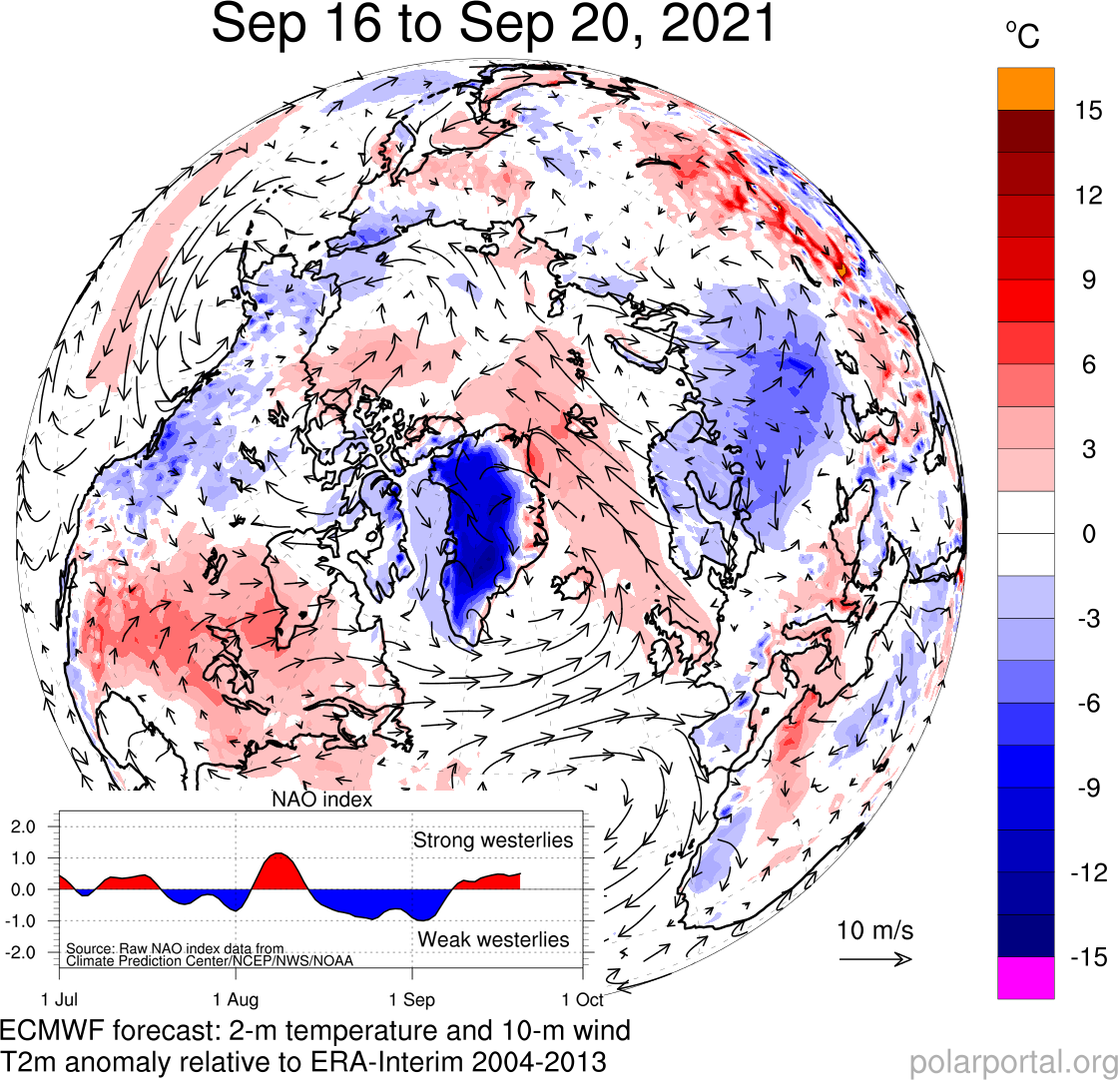 Sep 16 to Sep 20, 2021
oC
15
12
9
6
3
0
-3
-6
-9
-12
-15
10 m/s
NAO index
2.0
1.0
0.0
-1.0
-2.0
Strong westerlies
Weak westerlies
Source: Raw NAO index data from
Climate Prediction Center/NCEP/NWS/NOAA
1 Jul 1 Aug 1 Sep 1 Oct
ECMWF forecast: 2-m temperature and 10-m wind
T2m anomaly relative to ERA-Interim 2004-2013
polarportal.org